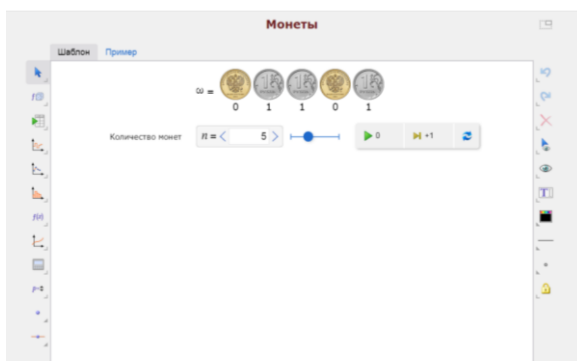 Монеты
Шаблон Пример
ω =
0 1 1 0 1
Количество монет n = < 5 > 0 +1